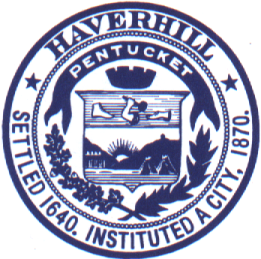 HAVERHILL
PENTUCKET
SETTLED 1640. INSTITUTED A CITY, 1870.